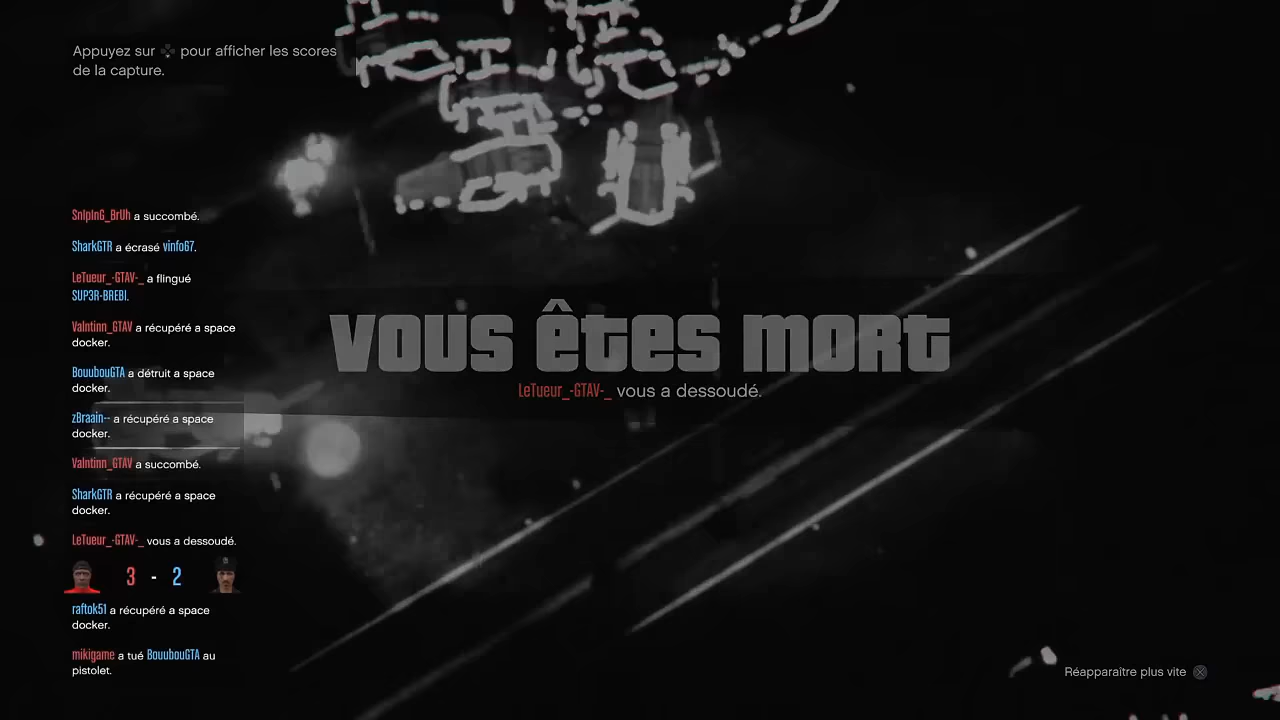 Appuyez sur pour afficher les scores
de la capture.
SnIpInG_BrUh a succombé.
SharkGTR a écrasé vinfo67.
LeTueur_-GTAV-_ a flingué
SUP3R-BREBI.
Valntinn_GTAV a récupéré a space
docker.
BouubouGTA a détruit a space
docker.
zBraain-- a récupéré a space
docker.
Valntinn_GTAV a succombé.
SharkGTR a récupéré a space
docker.
LeTueur_-GTAV-_ vous a dessoudé.
3 - 2
raftok51 a récupéré a space
docker.
mikigame a tué BouubouGTA au
pistolet.
vous êtes mort
LeTueur_-GTAV-_ vous a dessoudé.
Réapparaître plus vite